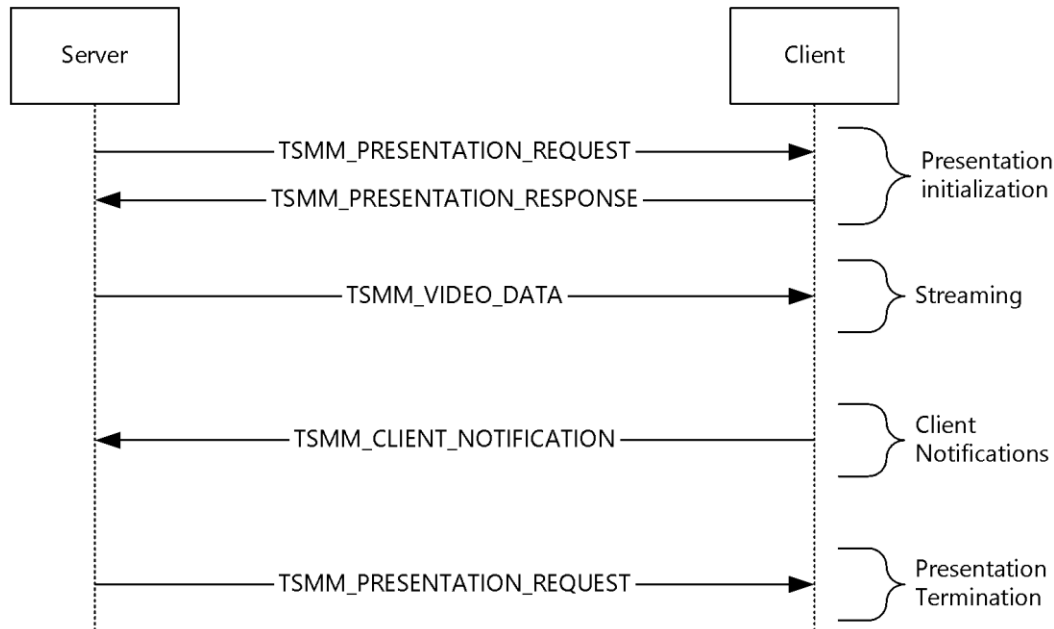 Server
Client
TSMM_PRESENTATION_REQUEST
Presentation
initialization
TSMM_PRESENTATION_RESPONSE
TSMM_VIDEO_DATA
Streaming
TSMM_CLIENT_NOTIFICATION
Client
Notifications
TSMM_PRESENTATION_REQUEST
Presentation
Termination